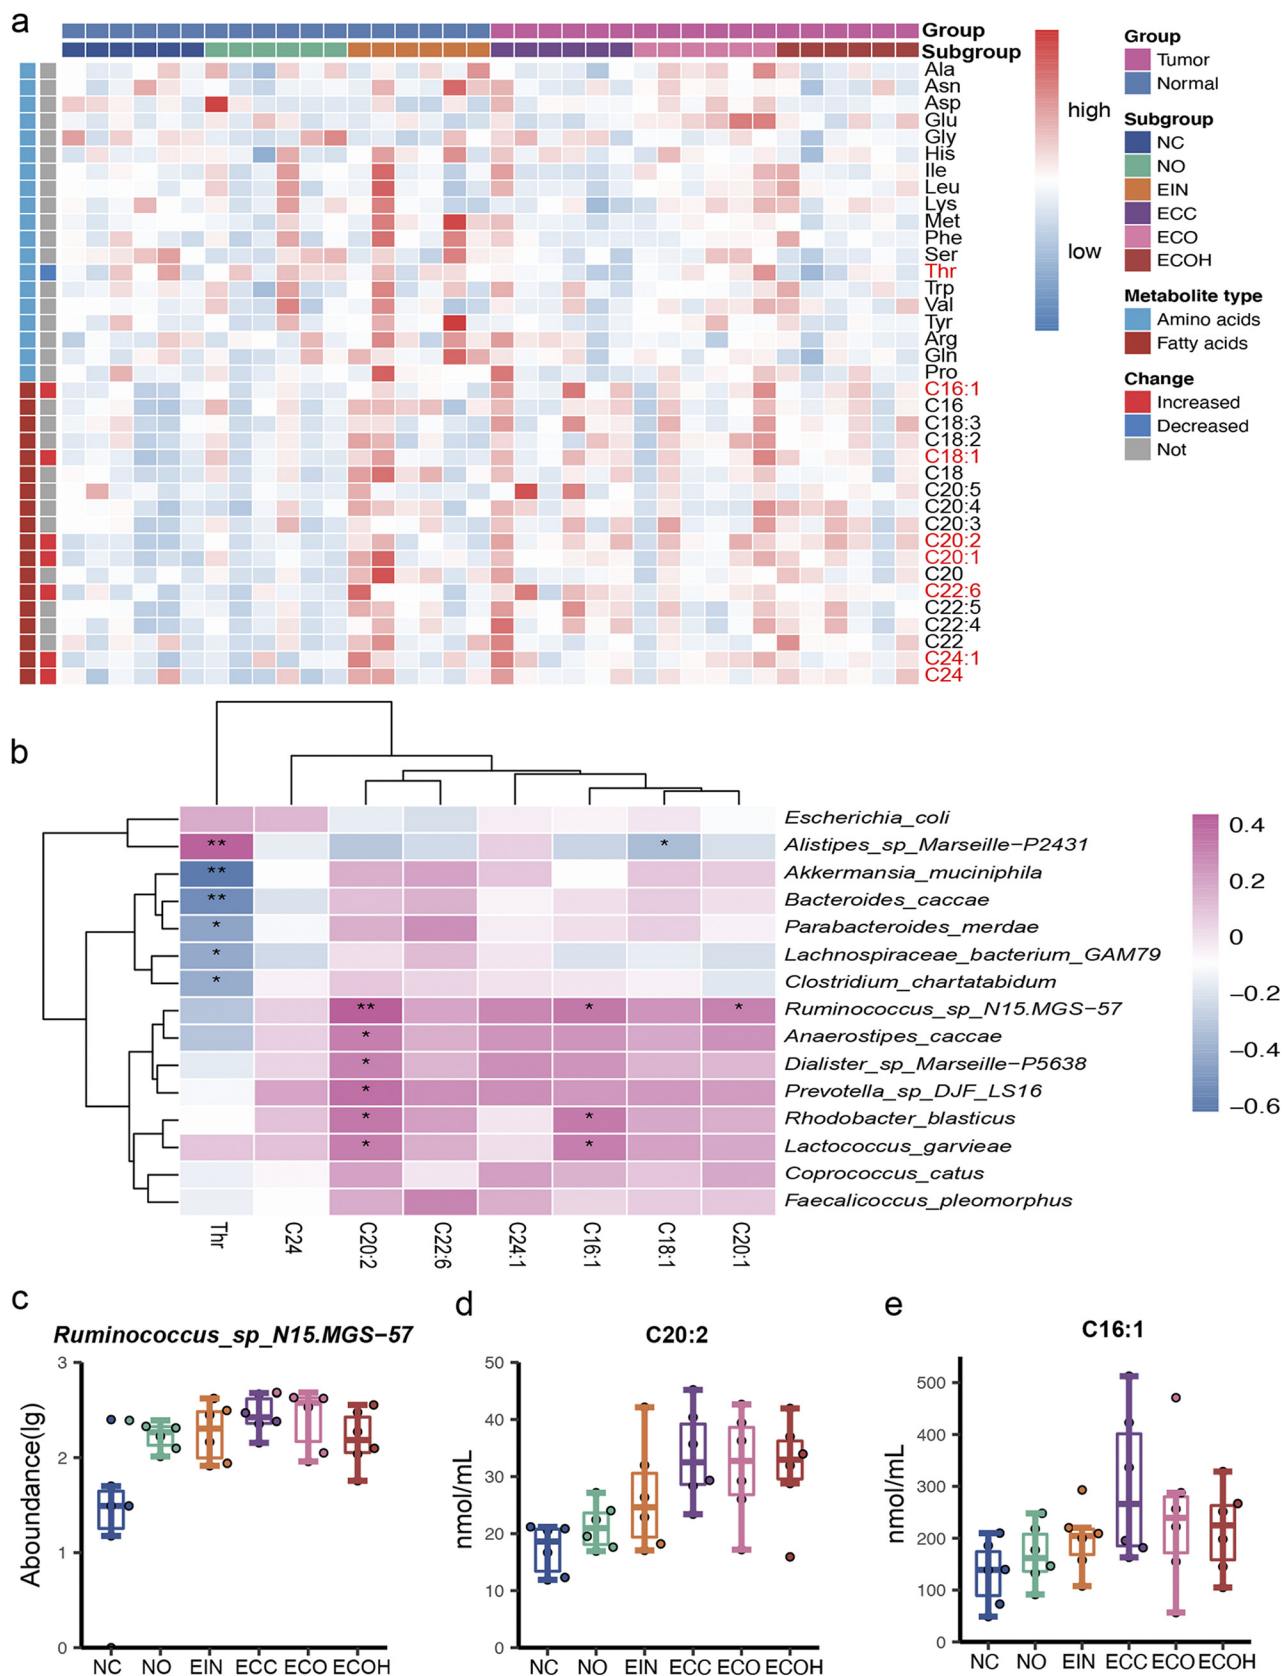 a
Group
Subgroup
Ala
Asn
Asp
Glu
Gly
His
Ile
Leu
Lys
Met
Phe
Ser
Thr
Trp
Val
Tyr
Arg
Gln
Pro
C16:1
C16
C18:3
C18:2
C18:1
C18
C20:5
C20:4
C20:3
C20:2
C20:1
C20
C22:6
C22:5
C22:4
C22
C24:1
C24
high
low
Group
Tumor
Normal
Subgroup
NC
NO
EIN
ECC
ECO
ECOH
Metabolite type
Amino acids
Fatty acids
Change
Increased
Decreased
Not
b
Escherichia_coli
** * Alistipes_sp_Marseille−P2431
** Akkermansia_muciniphila
** Bacteroides_caccae
* Parabacteroides_merdae
* Lachnospiraceae_bacterium_GAM79
* Clostridium_chartatabidum
** * * Ruminococcus_sp_N15.MGS−57
* Anaerostipes_caccae
* Dialister_sp_Marseille−P5638
* Prevotella_sp_DJF_LS16
* * Rhodobacter_blasticus
* * Lactococcus_garvieae
Coprococcus_catus
Faecalicoccus_pleomorphus
Thr C24 C20:2 C22:6 C24:1 C16:1 C18:1 C20:1
0.4
0.2
0
−0.2
−0.4
−0.6
c
Ruminococcus_sp_N15.MGS−57
Aboundance(lg)
3
2
1
0
NC NO EIN ECC ECO ECOH
d
C20:2
nmol/mL
50
40
30
20
10
0
NC NO EIN ECC ECO ECOH
e
C16:1
nmol/mL
500
400
300
200
100
0
NC NO EIN ECC ECO ECOH